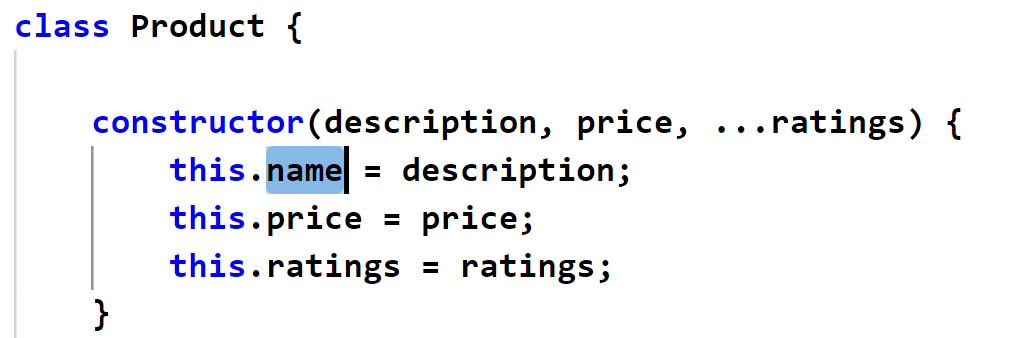 class Product {
constructor(description, price, ...ratings) {
this.name = description;
this.price = price;
this.ratings = ratings;
}